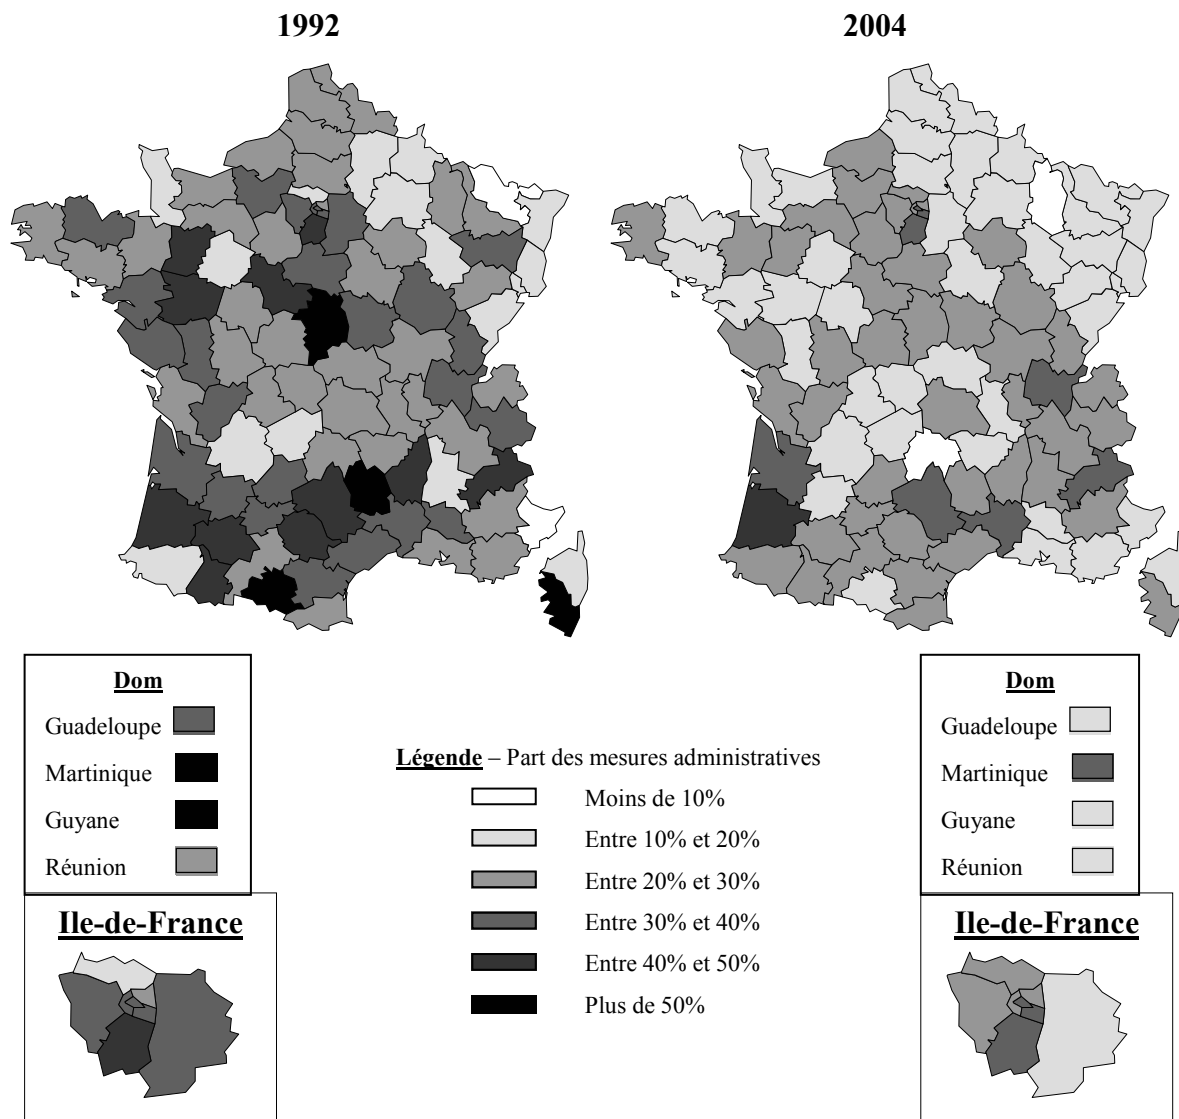 1992
2004
Dom
Guadeloupe
Martinique
Guyane
Réunion
Ile-de-France
Légende – Part des mesures administratives
Moins de 10%
Entre 10% et 20%
Entre 20% et 30%
Entre 30% et 40%
Entre 40% et 50%
Plus de 50%
Dom
Guadeloupe
Martinique
Guyane
Réunion
Ile-de-France